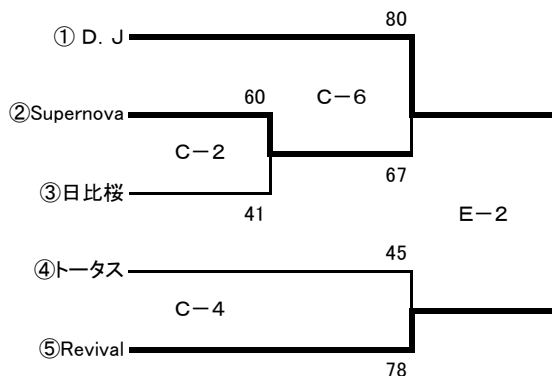 80
① D. J
60
C－6
②Supernova
C－2
67
③日比桜
41
E－2
45
④トータス
C－4
⑤Revival
78